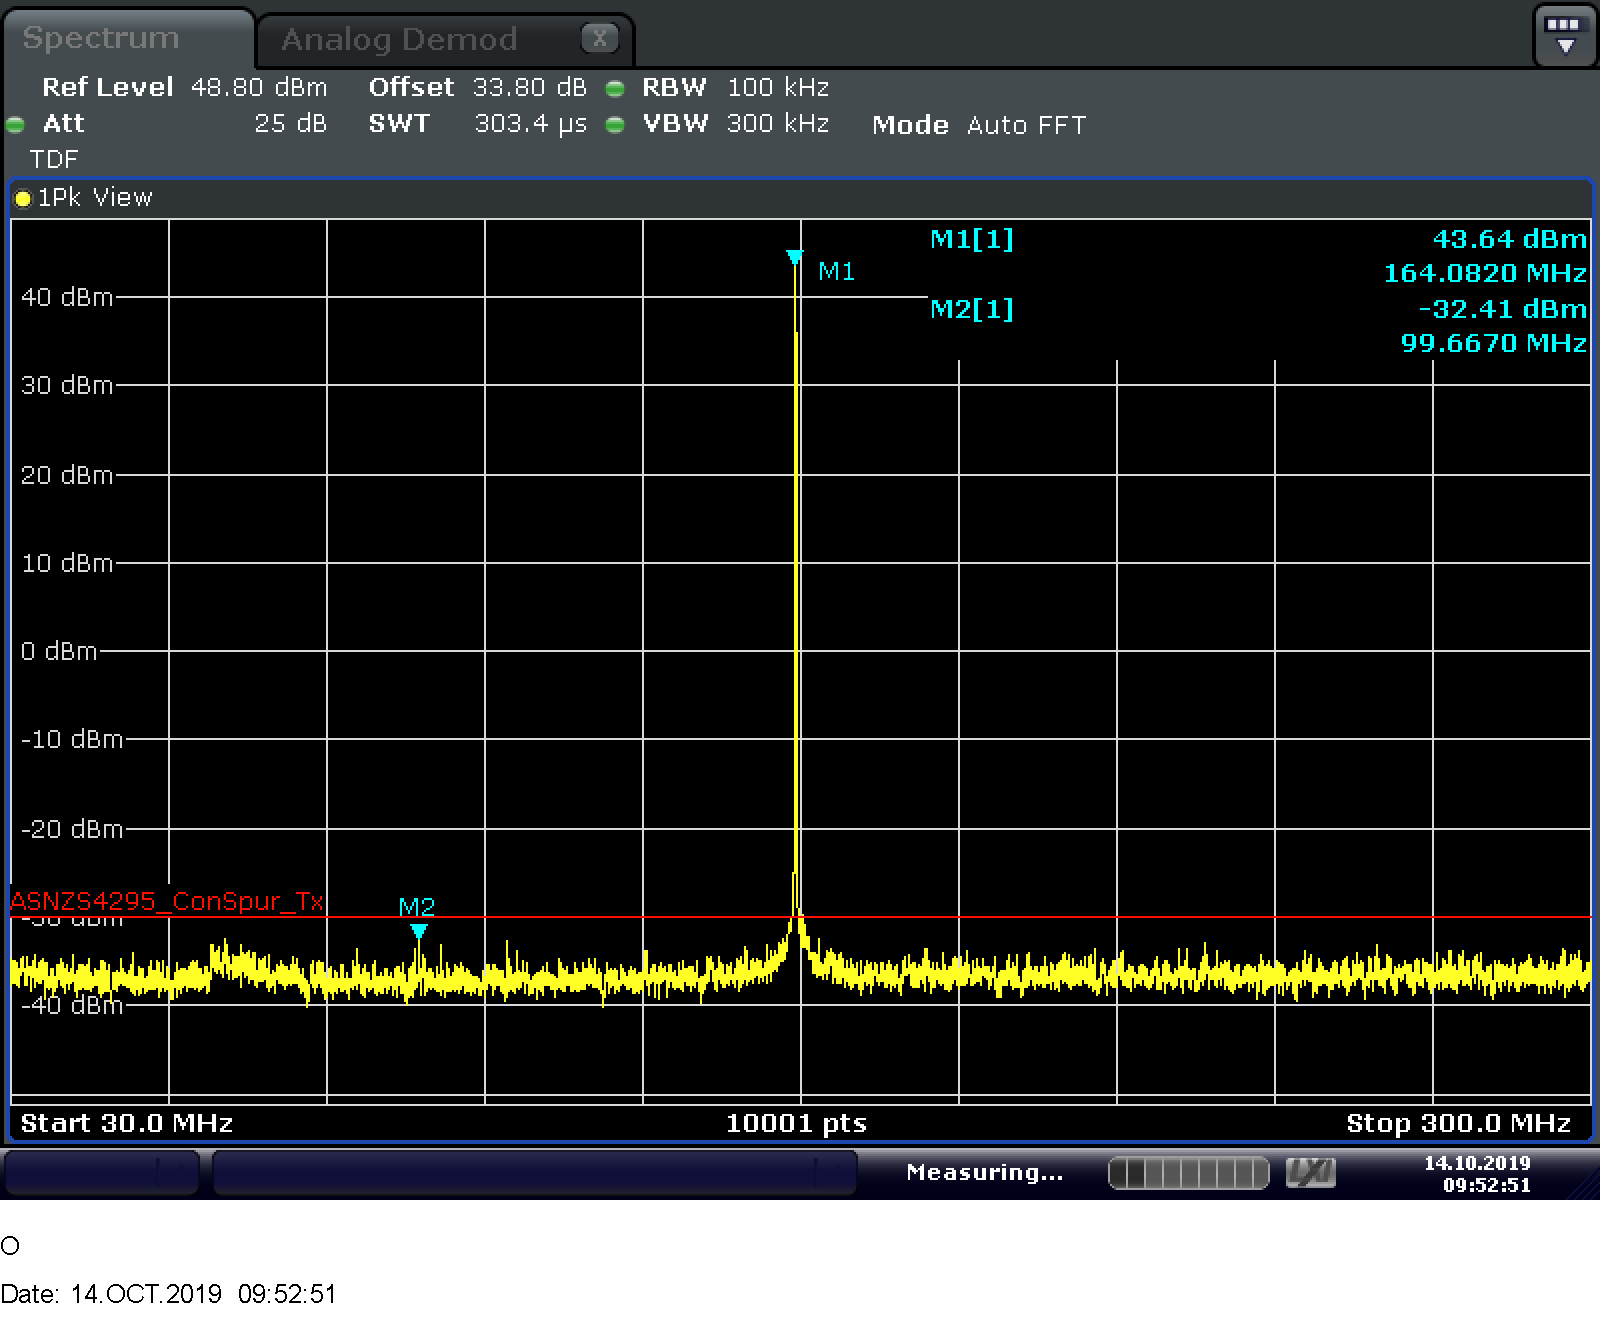 Spectrum
Analog Demod X
Ref Level 48.80 dBm Offset 33.80 dB RBW 100 kHz
Att 25 dB SWT 303.4 µs VBW 300 kHz Mode Auto FFT
TDF
1Pk View
M1[1] 43.64 dBm
164.0820 MHz
M1
M2[1] -32.41 dBm
99.6670 MHz
40 dBm
30 dBm
20 dBm
10 dBm
0 dBm
-10 dBm
-20 dBm
ASNZS4295_ConSpur_Tx
M2
-30 dBm
-40 dBm
Start 30.0 MHz 10001 pts Stop 300.0 MHz
Measuring... LXI 14.10.2019
09:52:51
O
Date: 14.OCT.2019 09:52:51